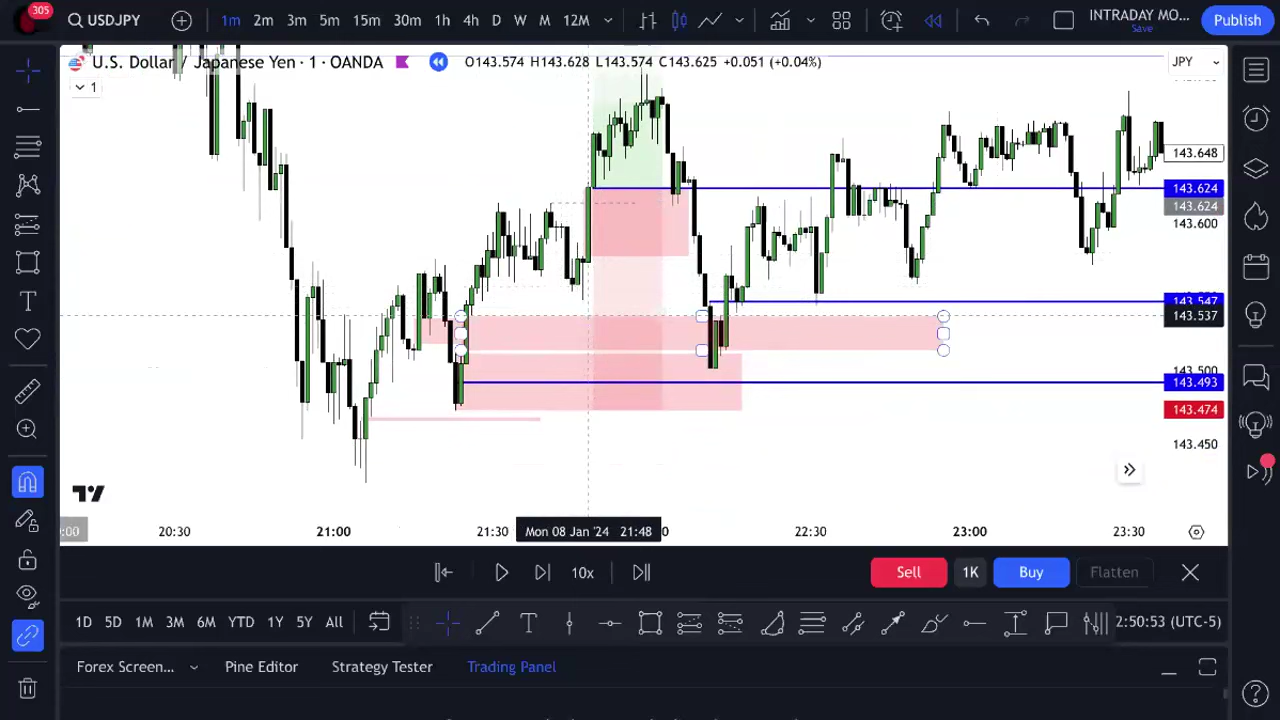 305
USDJPY
1m 2m 3m 5m 15m 30m 1h 4h D W M 12M
INTRADAY MO...
Save
Publish
U.S. Dollar / Japanese Yen · 1 · OANDA
O143.574 H143.628 L143.574 C143.625 +0.051 (+0.04%)
JPY
1
143.648
143.624
143.624
143.600
143.547
143.537
143.500
143.493
143.474
143.450
20:30 21:00 21:30 Mon 08 Jan '24 21:48 22:30 23:00 23:30
10x
Sell
1K
Buy
Flatten
1D 5D 1M 3M 6M YTD 1Y 5Y All
2:50:53 (UTC-5)
Forex Screen...
Pine Editor
Strategy Tester
Trading Panel